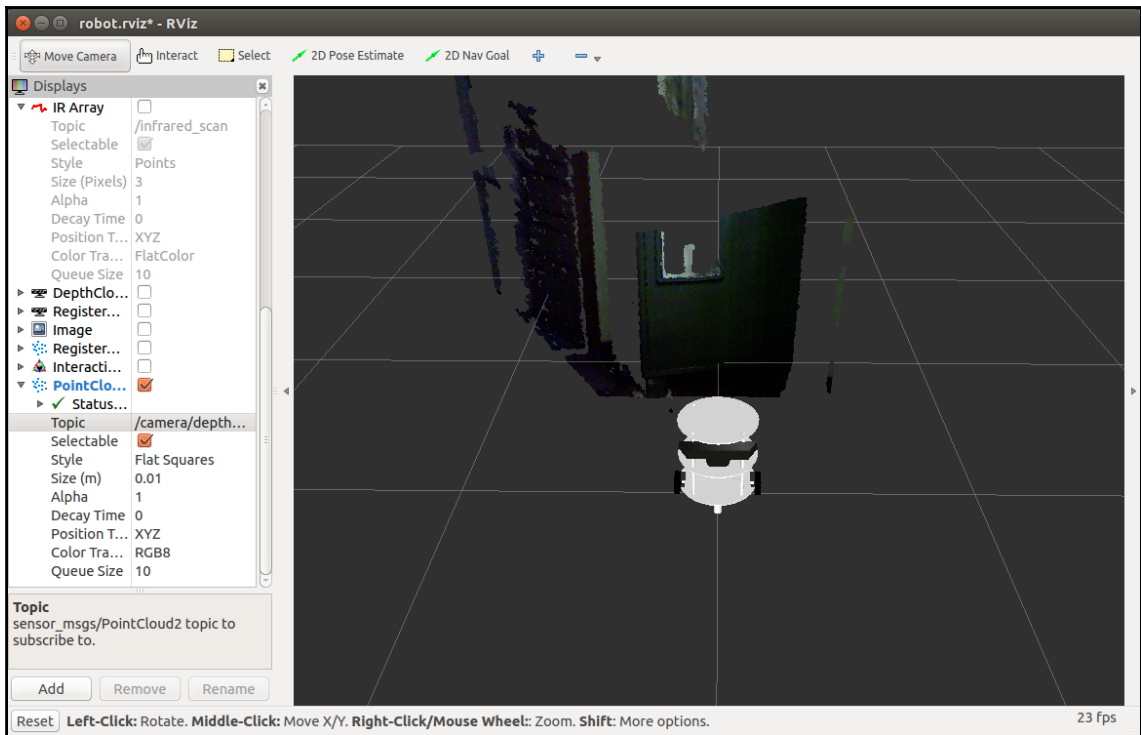 robot.rviz* - RViz
Move Camera Interact Select 2D Pose Estimate 2D Nav Goal
Displays
IR Array
Topic /infrared_scan
Selectable
Style Points
Size (Pixels) 3
Alpha 1
Decay Time 0
Position T... XYZ
Color Tra... FlatColor
Queue Size 10
DepthClo...
Register...
Image
Register...
Interacti...
PointClo...
Status...
Topic /camera/depth...
Selectable
Style Flat Squares
Size (m) 0.01
Alpha 1
Decay Time 0
Position T... XYZ
Color Tra... RGB8
Queue Size 10
Topic
sensor_msgs/PointCloud2 topic to
subscribe to.
Add Remove Rename
Reset Left-Click: Rotate. Middle-Click: Move X/Y. Right-Click/Mouse Wheel:: Zoom. Shift: More options. 23 fps